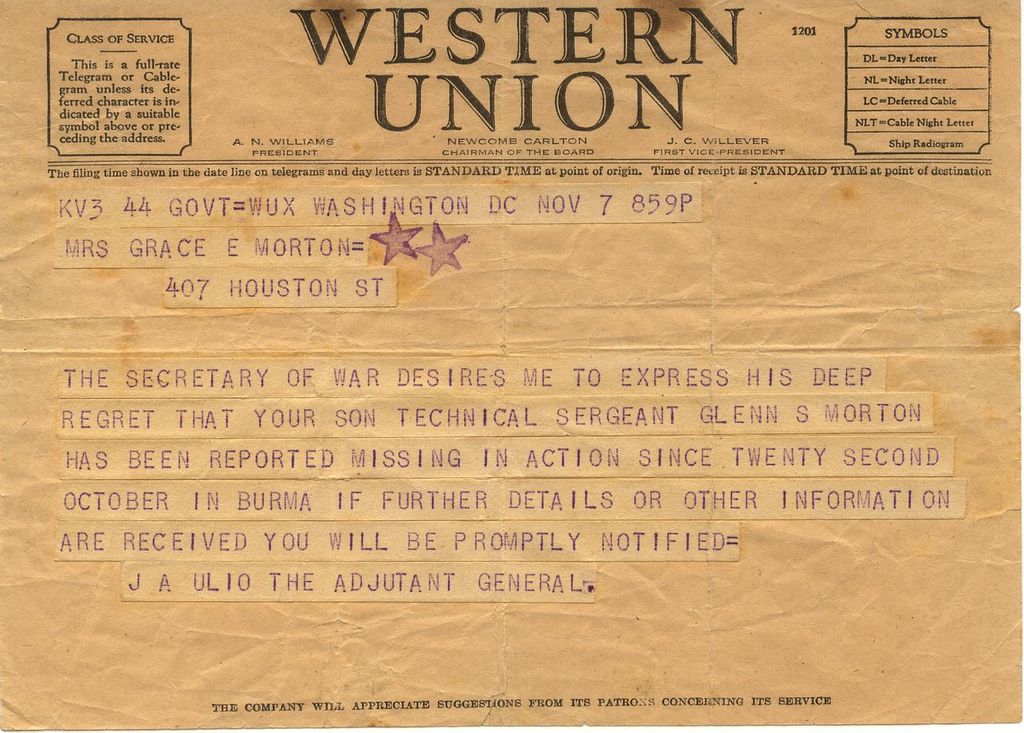 WESTERN
UNION
1201
CLASS OF SERVICE
This is a full-rate
Telegram or Cable-
gram unless its de-
ferred character is in-
dicated by a suitable
symbol above or pre-
ceding the address.
SYMBOLS
DL=Day Letter
NL=Night Letter
LC=Deferred Cable
NLT=Cable Night Letter
Ship Radiogram
A. N. WILLIAMS
PRESIDENT
NEWCOMB CARLTON
CHAIRMAN OF THE BOARD
J. C. WILLEVER
FIRST VICE-PRESIDENT
The filing time shown in the date line on telegrams and day letters is STANDARD TIME at point of origin. Time of receipt is STANDARD TIME at point of destination
KV3 44 GOVT=WUX WASHINGTON DC NOV 7 859P
MRS GRACE E MORTON=
407 HOUSTON ST
THE SECRETARY OF WAR DESIRES ME TO EXPRESS HIS DEEP
REGRET THAT YOUR SON TECHNICAL SERGEANT GLENN S MORTON
HAS BEEN REPORTED MISSING IN ACTION SINCE TWENTY SECOND
OCTOBER IN BURMA IF FURTHER DETAILS OR OTHER INFORMATION
ARE RECEIVED YOU WILL BE PROMPTLY NOTIFIED=
J A ULIO THE ADJUTANT GENERAL.
THE COMPANY WILL APPRECIATE SUGGESTIONS FROM ITS PATRONS CONCERNING ITS SERVICE